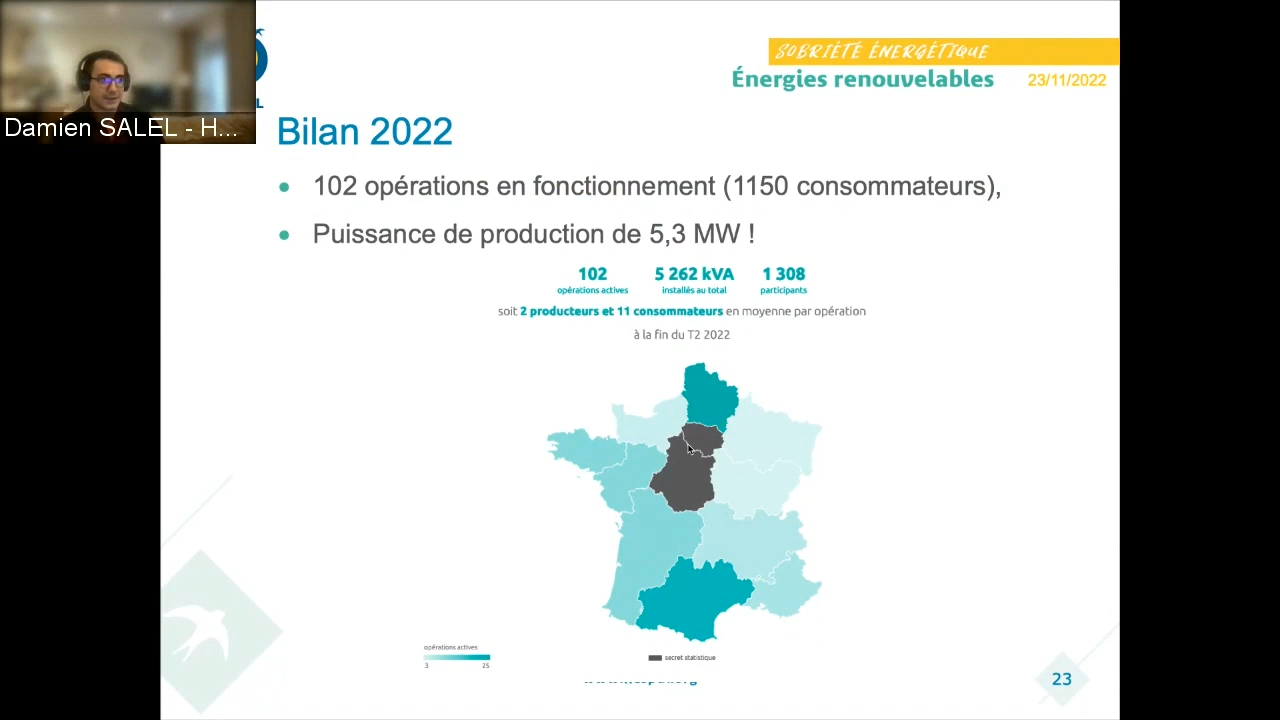 SOBRIÉTÉ ÉNERGÉTIQUE
Énergies renouvelables
23/11/2022
Damien SALEL - H...
Bilan 2022
102 opérations en fonctionnement (1150 consommateurs),
Puissance de production de 5,3 MW !
102 5 262 kVA 1 308
opérations actives installés au total participants
soit 2 producteurs et 11 consommateurs en moyenne par opération
à la fin du T2 2022
opérations actives
3 25
secret statistique
23